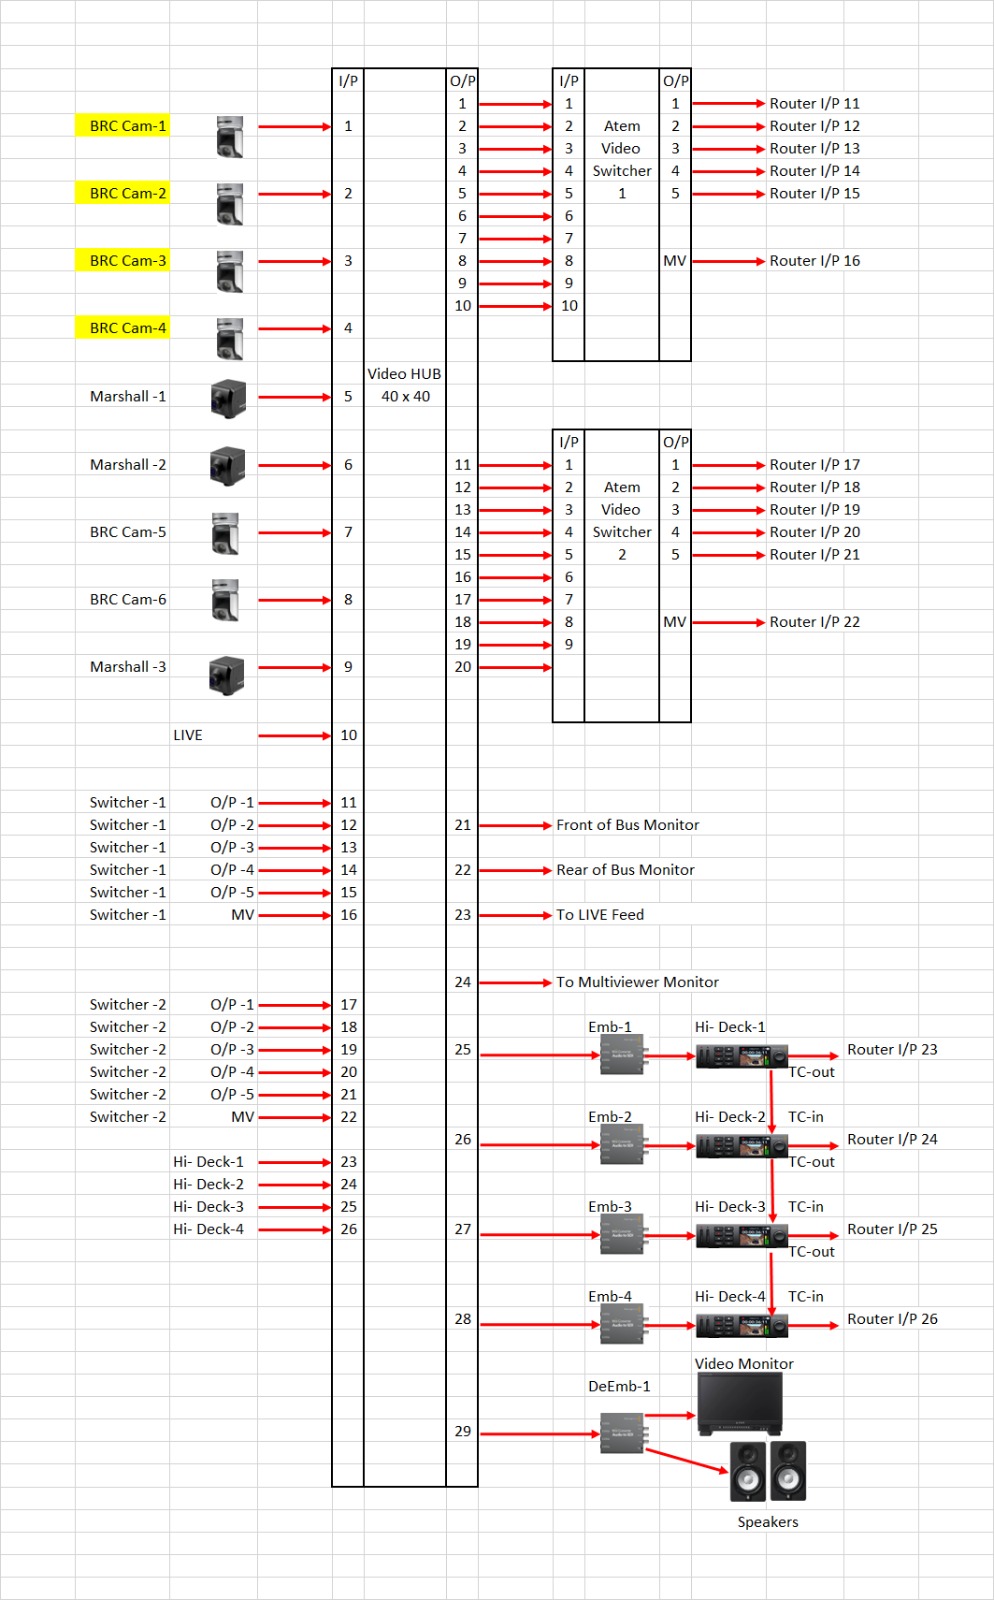 I/P O/P I/P O/P
1 1 1 Router I/P 11
BRC Cam-1 1 2 2 Atem 2 Router I/P 12
3 3 Video 3 Router I/P 13
4 4 Switcher 4 Router I/P 14
BRC Cam-2 2 5 5 1 5 Router I/P 15
6 6
7 7
BRC Cam-3 3 8 8 MV Router I/P 16
9 9
10 10
BRC Cam-4 4
Video HUB
Marshall -1 5 40 x 40
I/P O/P
Marshall -2 6 11 1 1 Router I/P 17
12 2 Atem 2 Router I/P 18
13 3 Video 3 Router I/P 19
BRC Cam-5 7 14 4 Switcher 4 Router I/P 20
15 5 2 5 Router I/P 21
16 6
BRC Cam-6 8 17 7
18 8 MV Router I/P 22
19 9
Marshall -3 9 20
LIVE 10
Switcher -1 O/P -1 11
Switcher -1 O/P -2 12 21 Front of Bus Monitor
Switcher -1 O/P -3 13
Switcher -1 O/P -4 14 22 Rear of Bus Monitor
Switcher -1 O/P -5 15
Switcher -1 MV 16 23 To LIVE Feed
24 To Multiviewer Monitor
Switcher -2 O/P -1 17
Switcher -2 O/P -2 18 Emb-1 Hi- Deck-1
Switcher -2 O/P -3 19 25 Router I/P 23
Switcher -2 O/P -4 20 TC-out
Switcher -2 O/P -5 21
Switcher -2 MV 22 Emb-2 Hi- Deck-2 TC-in
26 Router I/P 24
Hi- Deck-1 23 TC-out
Hi- Deck-2 24
Hi- Deck-3 25 Emb-3 Hi- Deck-3 TC-in
Hi- Deck-4 26 27 Router I/P 25
TC-out
Emb-4 Hi- Deck-4 TC-in
28 Router I/P 26
Video Monitor
DeEmb-1
29
Speakers